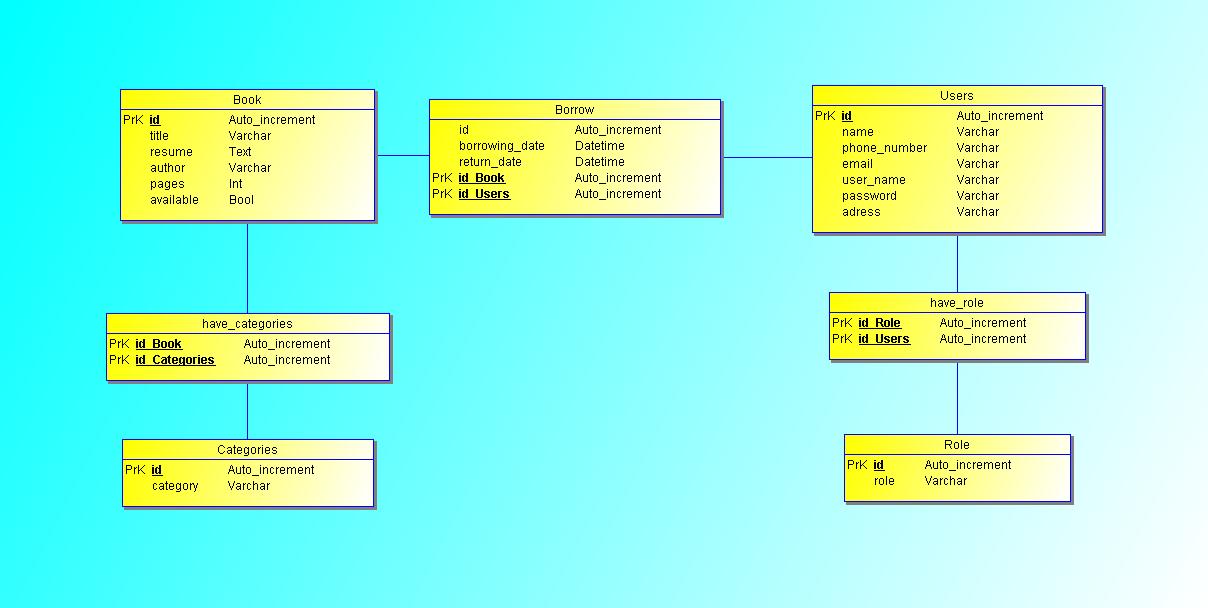 Book
PrK id Auto_increment
title Varchar
resume Text
author Varchar
pages Int
available Bool
Borrow
id Auto_increment
borrowing_date Datetime
return_date Datetime
PrK id_Book Auto_increment
PrK id_Users Auto_increment
Users
PrK id Auto_increment
name Varchar
phone_number Varchar
email Varchar
user_name Varchar
password Varchar
adress Varchar
have_categories
PrK id_Book Auto_increment
PrK id_Categories Auto_increment
have_role
PrK id_Role Auto_increment
PrK id_Users Auto_increment
Categories
PrK id Auto_increment
category Varchar
Role
PrK id Auto_increment
role Varchar